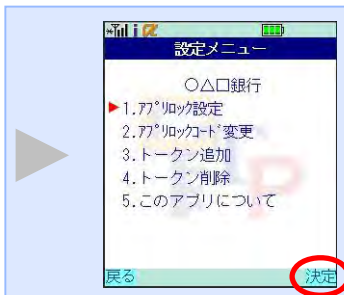 設定メニュー
○△□銀行
1.ｱﾌﾟﾘﾛｯｸ設定
2.ｱﾌﾟﾘﾛｯｸｺｰﾄﾞ変更
3.トークン追加
4.トークン削除
5.このアプリについて
戻る
決定